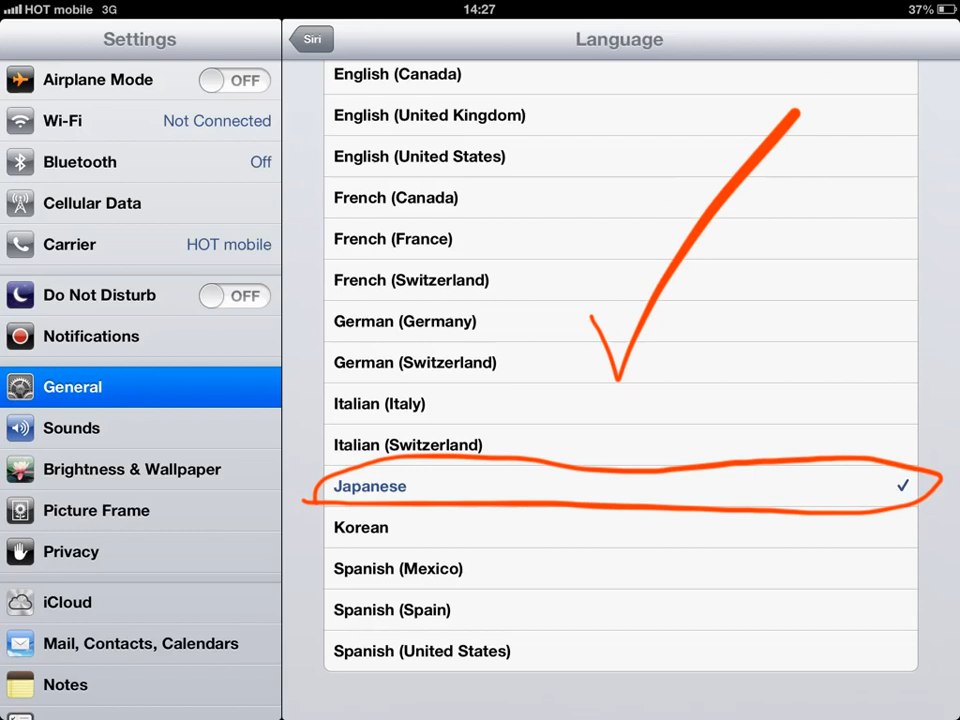 HOT mobile 3G
14:27
37%
Settings
Siri
Language
Airplane Mode OFF
Wi-Fi Not Connected
Bluetooth Off
Cellular Data
Carrier HOT mobile
Do Not Disturb OFF
Notifications
General
Sounds
Brightness & Wallpaper
Picture Frame
Privacy
iCloud
Mail, Contacts, Calendars
Notes
English (Canada)
English (United Kingdom)
English (United States)
French (Canada)
French (France)
French (Switzerland)
German (Germany)
German (Switzerland)
Italian (Italy)
Italian (Switzerland)
Japanese
Korean
Spanish (Mexico)
Spanish (Spain)
Spanish (United States)